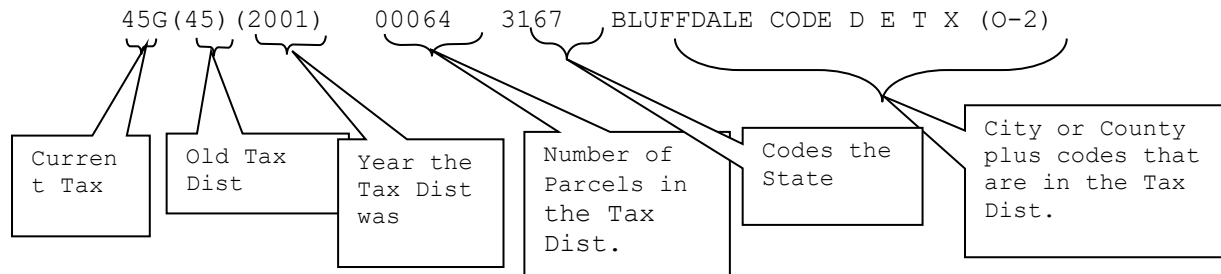 45G(45)(2001) 00064 3167 BLUFFDALE CODE D E T X (O-2)
Curren
t Tax
Old Tax
Dist
Year the
Tax Dist
was
Number of
Parcels in
the Tax
Dist.
Codes the
State
City or County
plus codes that
are in the Tax
Dist.